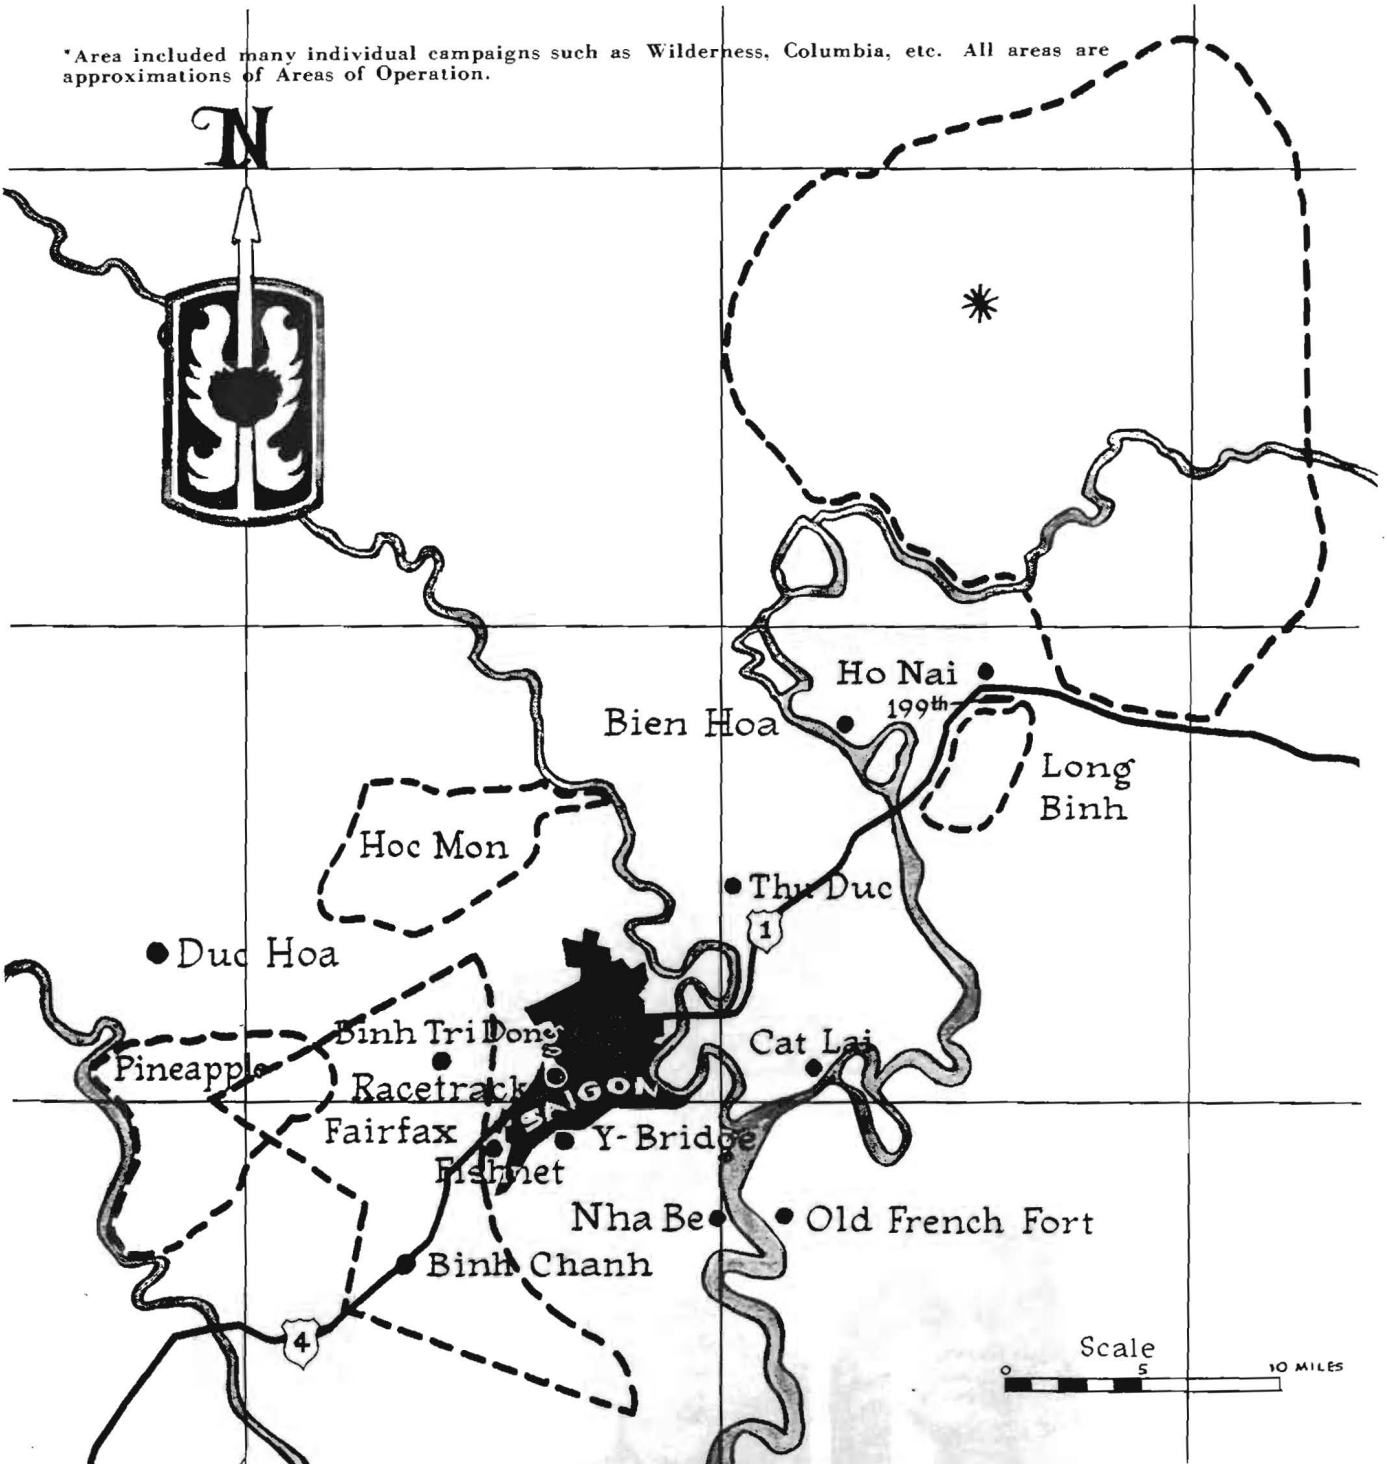 *Area included many individual campaigns such as Wilderness, Columbia, etc. All areas are
approximations of Areas of Operation.
N
Ho Nai
199th
Bien Hoa
Long
Binh
Hoc Mon
Thu Duc
1
Duc Hoa
Binh Tri Dong
Cat Lai
Pineapple
Racetrack
SAIGON
Fairfax
Y-Bridge
Fishnet
Nha Be
Old French Fort
Binh Chanh
4
Scale
0 5 10 MILES